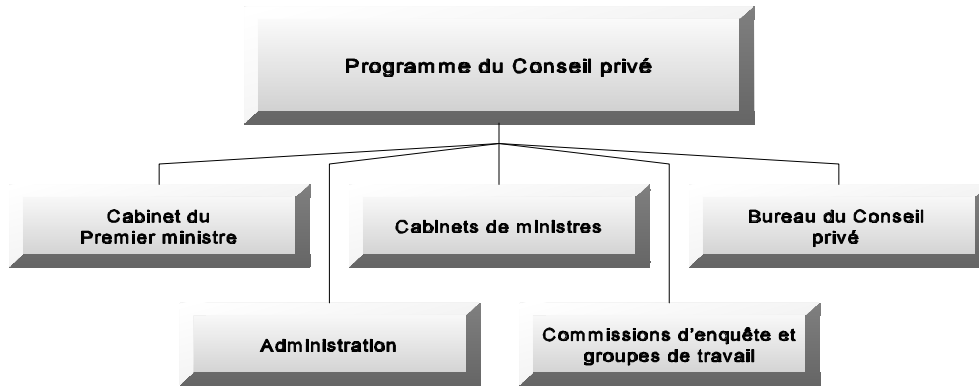 Programme du Conseil privé
Cabinet du
Premier ministre
Cabinets de ministres
Bureau du Conseil
privé
Administration
Commissions d'enquête et
groupes de travail